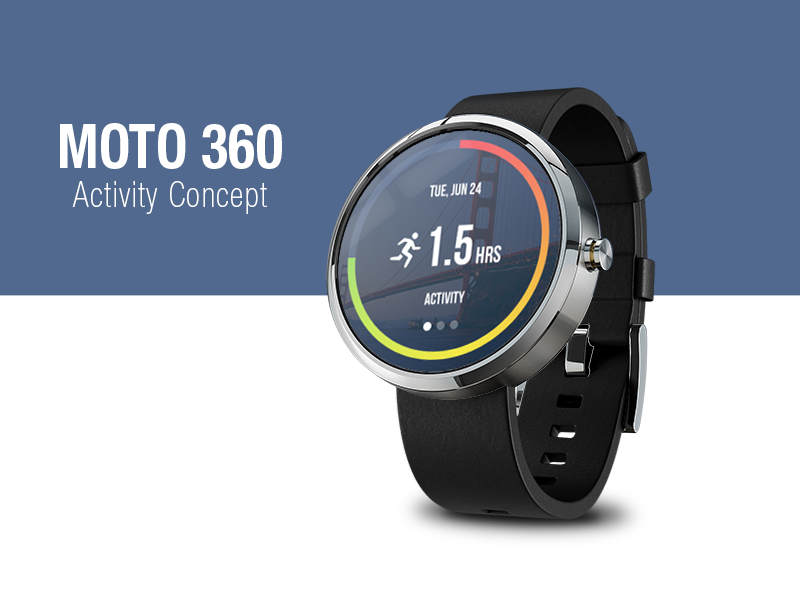 MOTO 360
Activity Concept
TUE, JUN 24
1.5 HRS
ACTIVITY